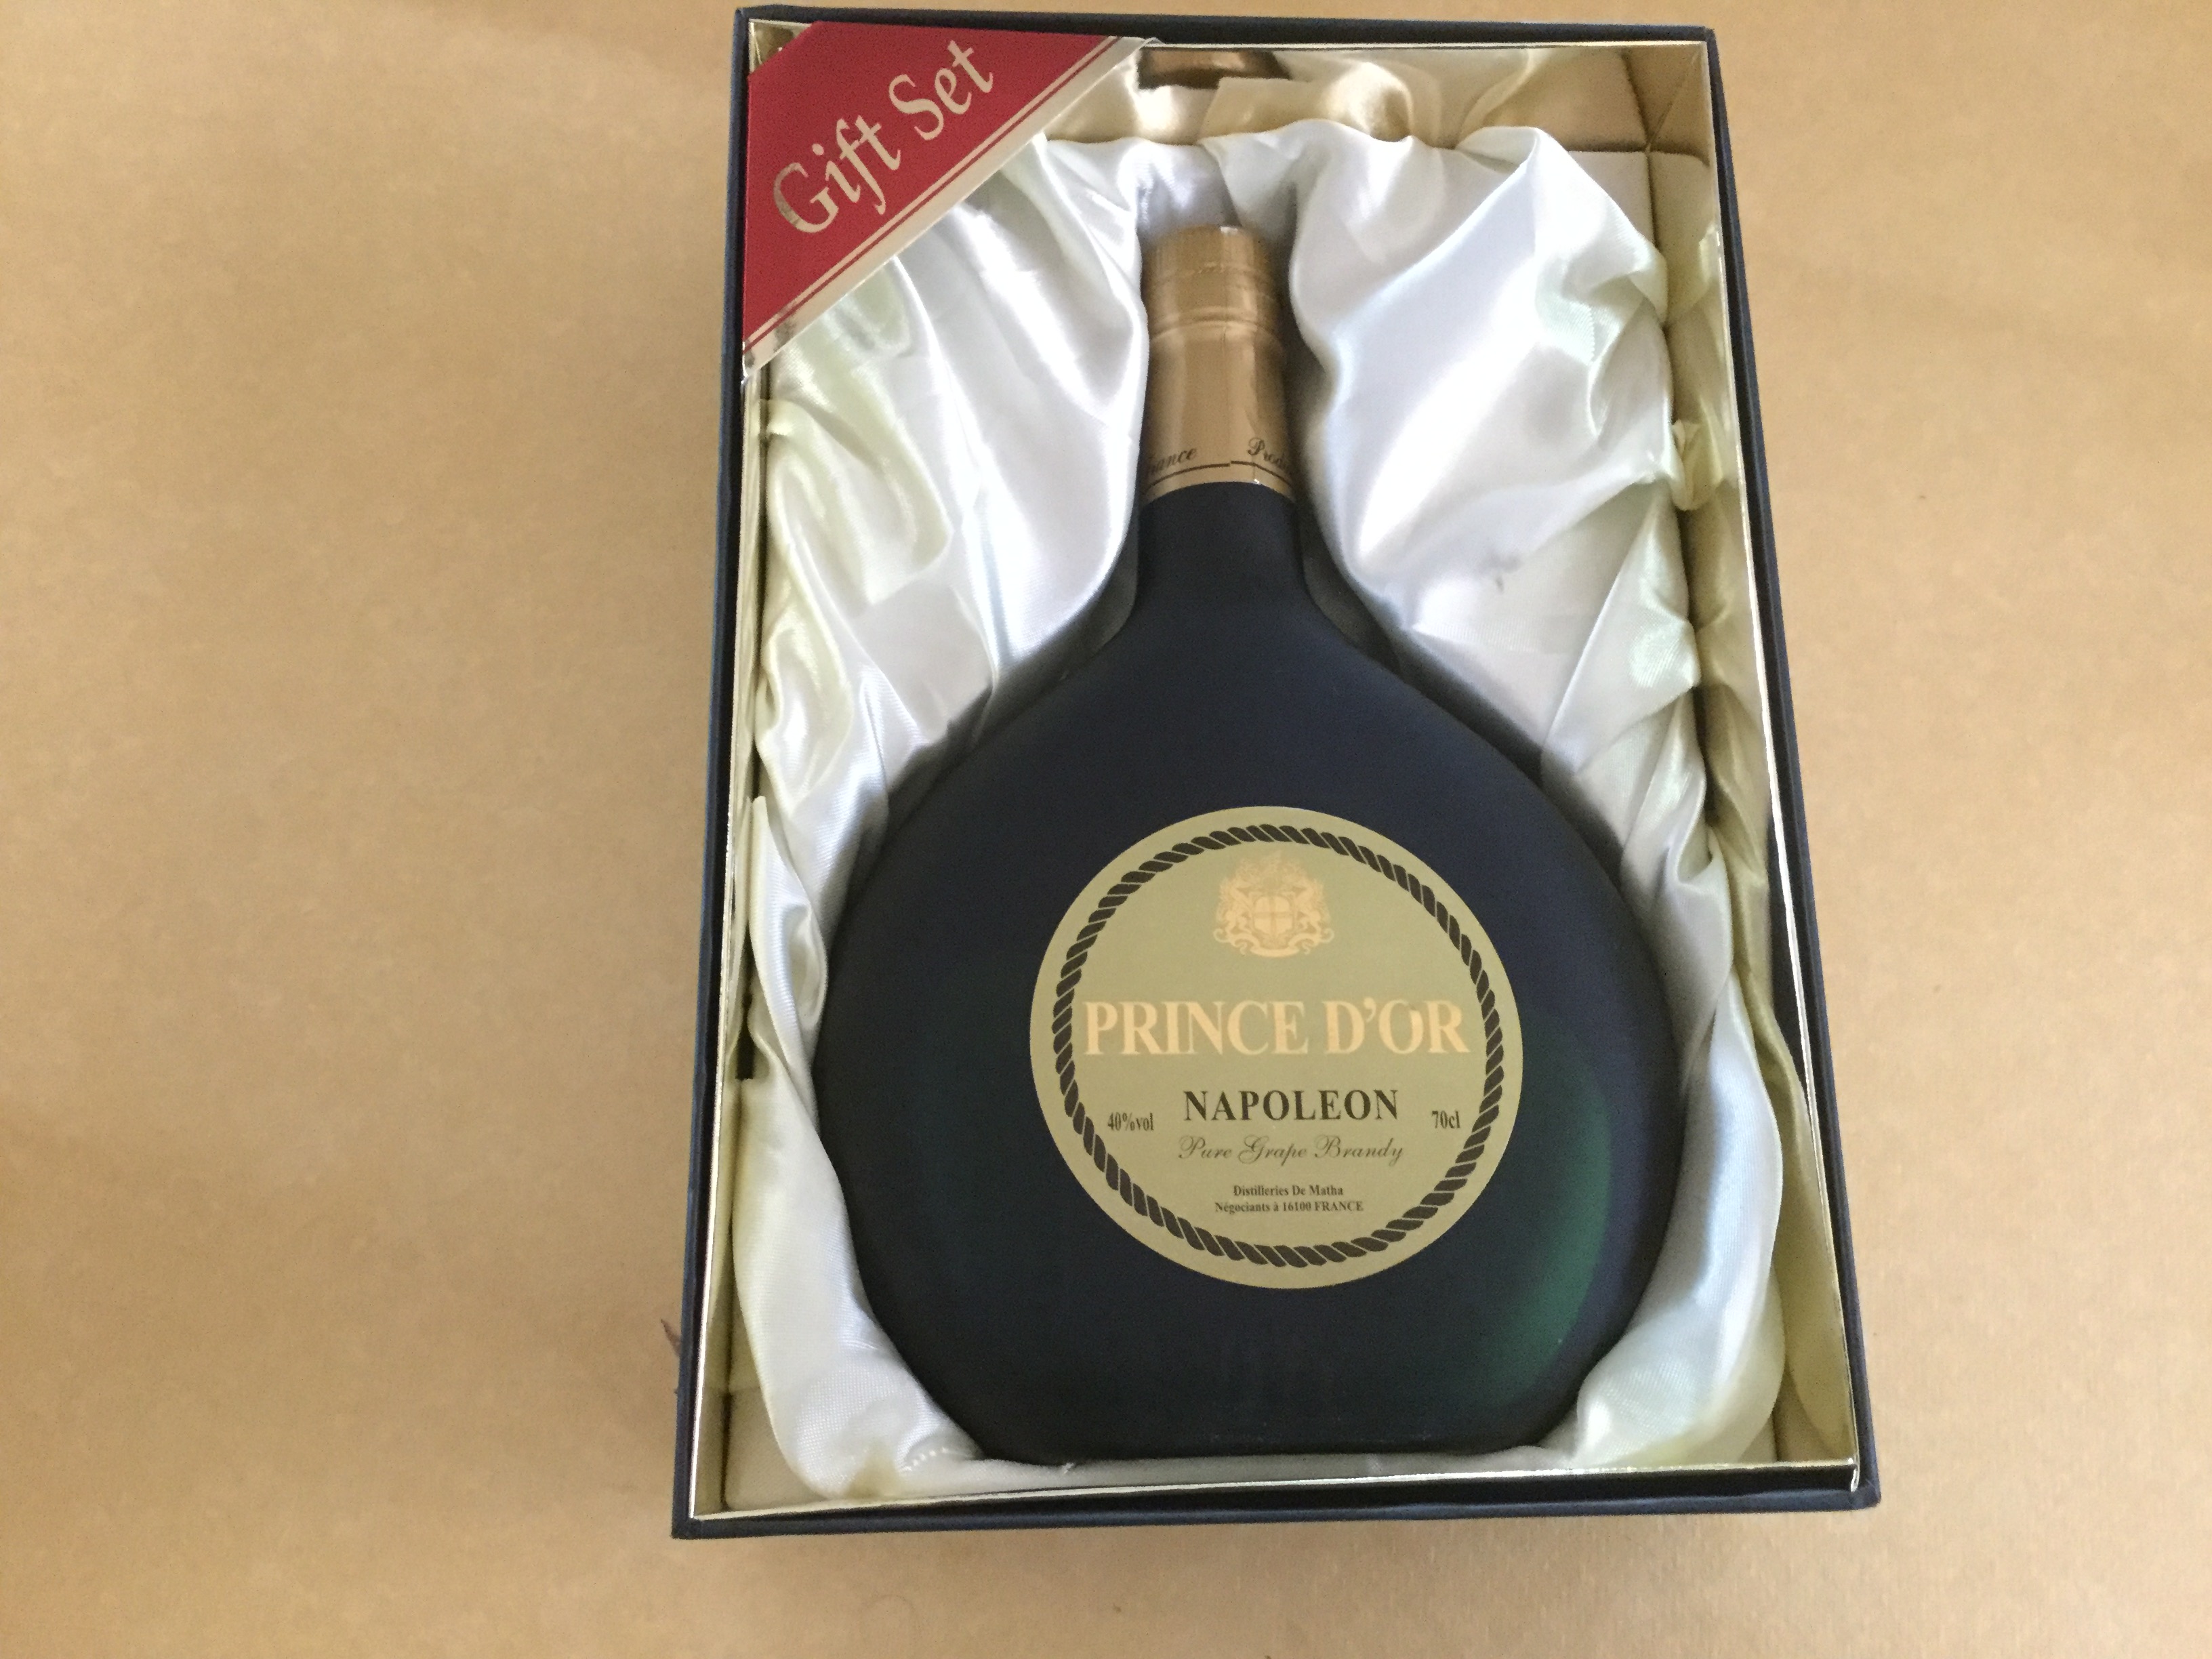 Gift Set
PRINCE D'OR
NAPOLEON
40%vol
70cl
Pure Grape Brandy
Distilleries De Matha
Négociants à 16100 FRANCE